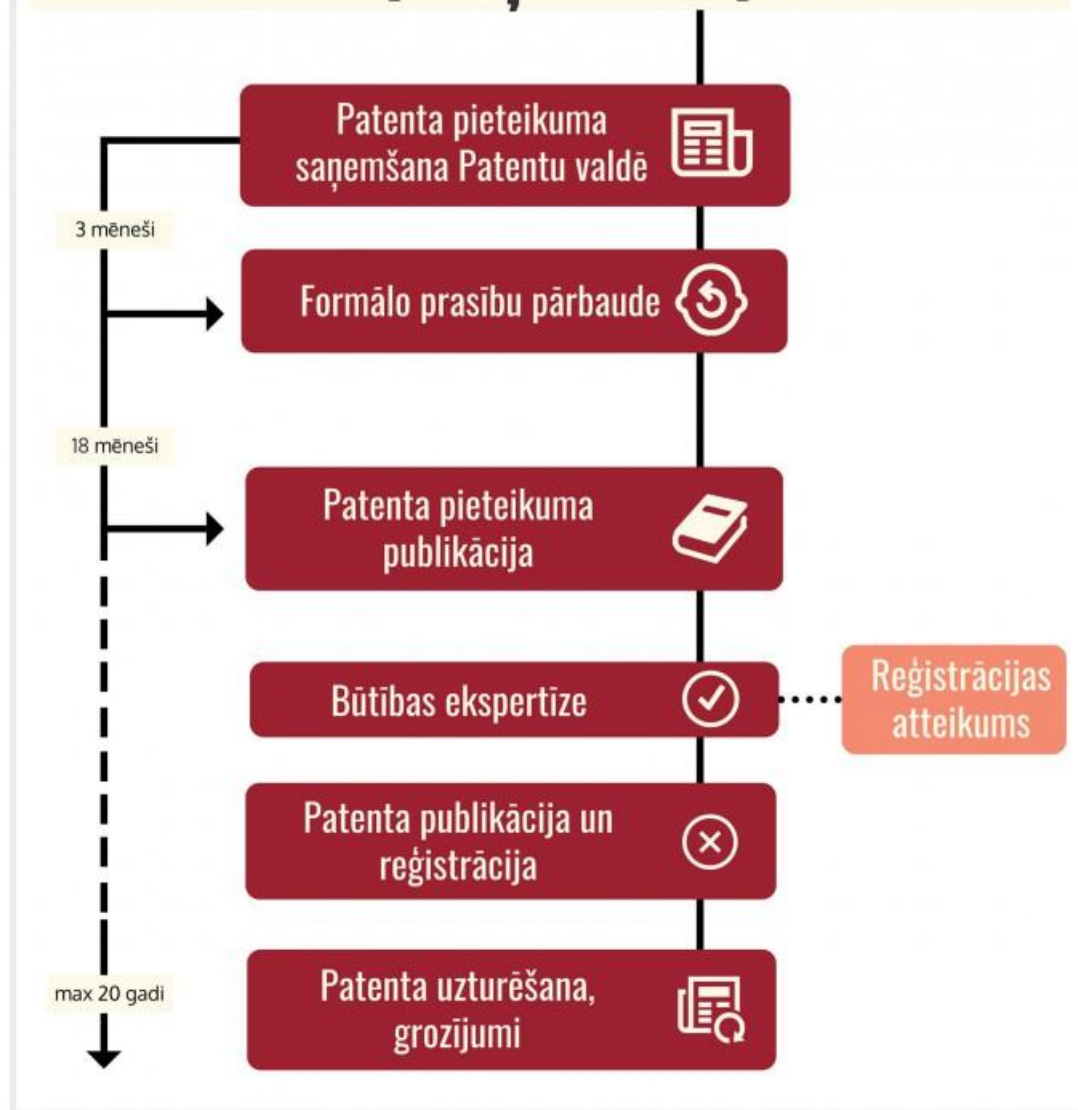 Patenta pieteikuma
saņemšana Patentu valdē
3 mēneši
Formālo prasību pārbaude
18 mēneši
Patenta pieteikuma
publikācija
Būtības ekspertīze
Reģistrācijas
atteikums
Patenta publikācija un
reģistrācija
max 20 gadi
Patenta uzturēšana,
grozījumi